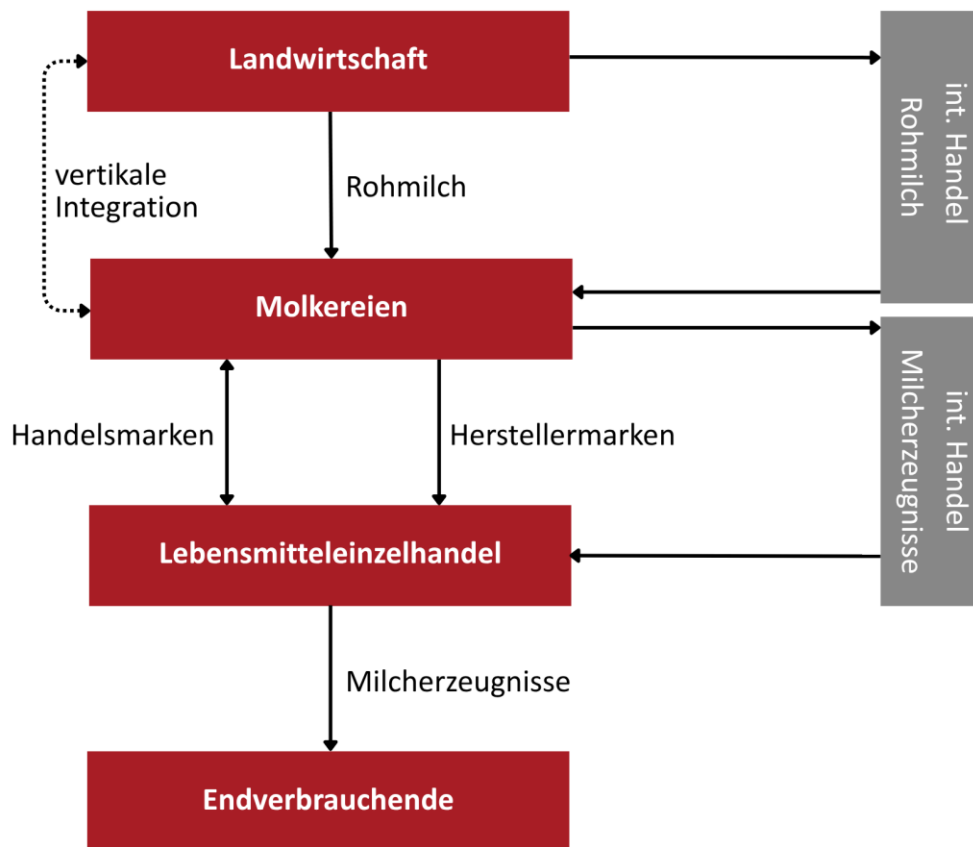 Landwirtschaft
int. Handel
Rohmilch
vertikale
Integration
Rohmilch
Molkereien
int. Handel
Milcherzeugnisse
Handelsmarken
Herstellermarken
Lebensmitteleinzelhandel
Milcherzeugnisse
Endverbrauchende